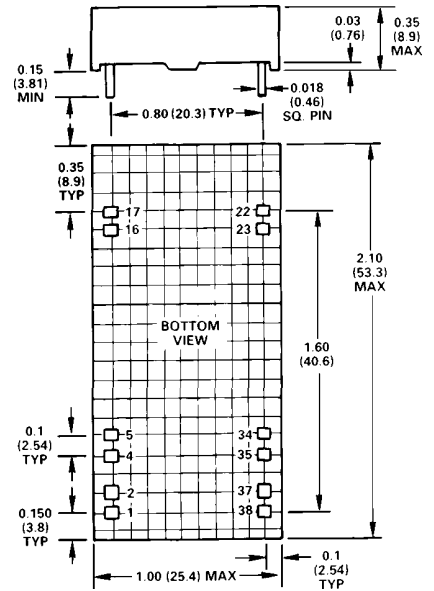 0.03
(0.76)
0.35
(8.9)
MAX
0.15
(3.81)
MIN
0.80 (20.3) TYP
0.018
(0.46)
SQ. PIN
0.35
(8.9)
TYP
17
22
16
23
2.10
(53.3)
MAX
BOTTOM
VIEW
1.60
(40.6)
0.1
(2.54)
TYP
5
34
4
35
2
37
0.150
(3.8)
TYP
1
38
1.00 (25.4) MAX
0.1
(2.54)
TYP